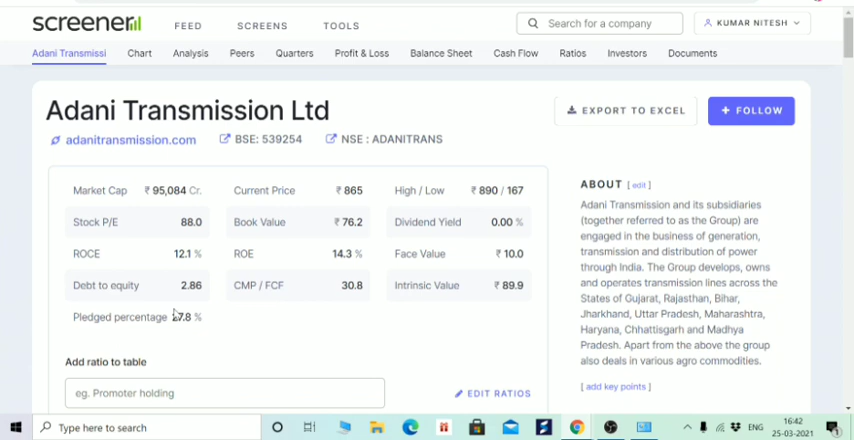 screener
FEED
SCREENS
TOOLS
Search for a company
KUMAR NITESH
Adani Transmissi
Chart
Analysis
Peers
Quarters
Profit & Loss
Balance Sheet
Cash Flow
Ratios
Investors
Documents
Adani Transmission Ltd
EXPORT TO EXCEL
+ FOLLOW
adanitransmission.com
BSE: 539254
NSE : ADANITRANS
Market Cap ₹ 95,084 Cr.
Current Price ₹ 865
High / Low ₹ 890 / 167
Stock P/E 88.0
Book Value ₹ 76.2
Dividend Yield 0.00 %
ROCE 12.1 %
ROE 14.3 %
Face Value ₹ 10.0
Debt to equity 2.86
CMP / FCF 30.8
Intrinsic Value ₹ 89.9
Pledged percentage 27.8 %
Add ratio to table
eg. Promoter holding
EDIT RATIOS
ABOUT [ edit ]
Adani Transmission and its subsidiaries
(together referred to as the Group) are
engaged in the business of generation,
transmission and distribution of power
through India. The Group develops, owns
and operates transmission lines across the
States of Gujarat, Rajasthan, Bihar,
Jharkhand, Uttar Pradesh, Maharashtra,
Haryana, Chhattisgarh and Madhya
Pradesh. Apart from the above the group
also deals in various agro commodities.
[ add key points ]
Type here to search
ENG
16:42
25-03-2021